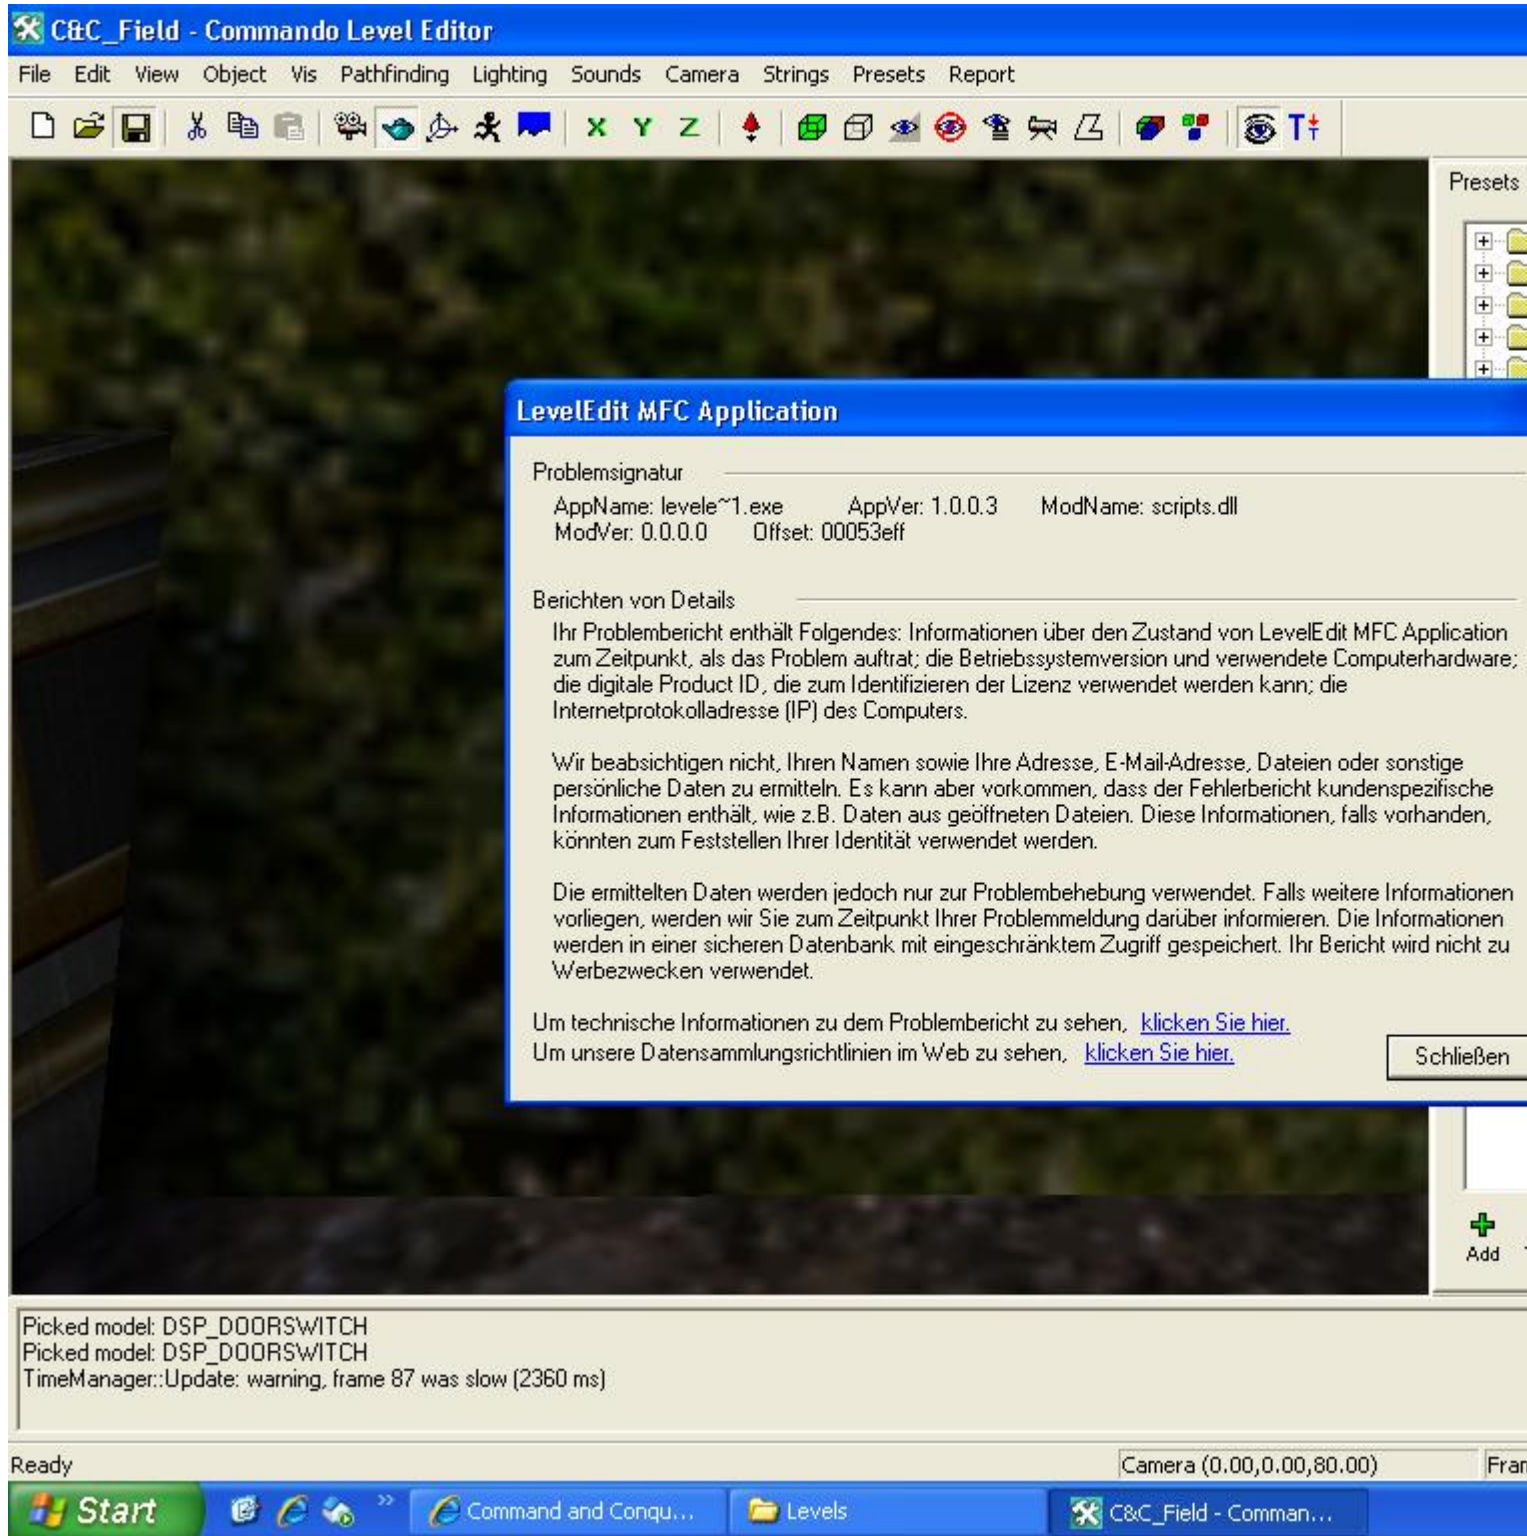 C&C_Field - Commando Level Editor
File Edit View Object Vis Pathfinding Lighting Sounds Camera Strings Presets Report
X Y Z
Presets
LevelEdit MFC Application
Problemsignatur
AppName: levele~1.exe AppVer: 1.0.0.3 ModName: scripts.dll
ModVer: 0.0.0.0 Offset: 00053eff
Berichten von Details
Ihr Problembericht enthält Folgendes: Informationen über den Zustand von LevelEdit MFC Application
zum Zeitpunkt, als das Problem auftrat; die Betriebssystemversion und verwendete Computerhardware;
die digitale Product ID, die zum Identifizieren der Lizenz verwendet werden kann; die
Internetprotokolladresse (IP) des Computers.
Wir beabsichtigen nicht, Ihren Namen sowie Ihre Adresse, E-Mail-Adresse, Dateien oder sonstige
persönliche Daten zu ermitteln. Es kann aber vorkommen, dass der Fehlerbericht kundenspezifische
Informationen enthält, wie z.B. Daten aus geöffneten Dateien. Diese Informationen, falls vorhanden,
könnten zum Feststellen Ihrer Identität verwendet werden.
Die ermittelten Daten werden jedoch nur zur Problembehebung verwendet. Falls weitere Informationen
vorliegen, werden wir Sie zum Zeitpunkt Ihrer Problemmeldung darüber informieren. Die Informationen
werden in einer sicheren Datenbank mit eingeschränktem Zugriff gespeichert. Ihr Bericht wird nicht zu
Werbezwecken verwendet.
Um technische Informationen zu dem Problembericht zu sehen, klicken Sie hier.
Um unsere Datensammlungsrichtlinien im Web zu sehen, klicken Sie hier.
Schließen
Add
Picked model: DSP_DOORSWITCH
Picked model: DSP_DOORSWITCH
TimeManager::Update: warning, frame 87 was slow (2360 ms)
Ready Camera (0.00,0.00,80.00) Fram
Start Command and Conqu... Levels C&C_Field - Comman...